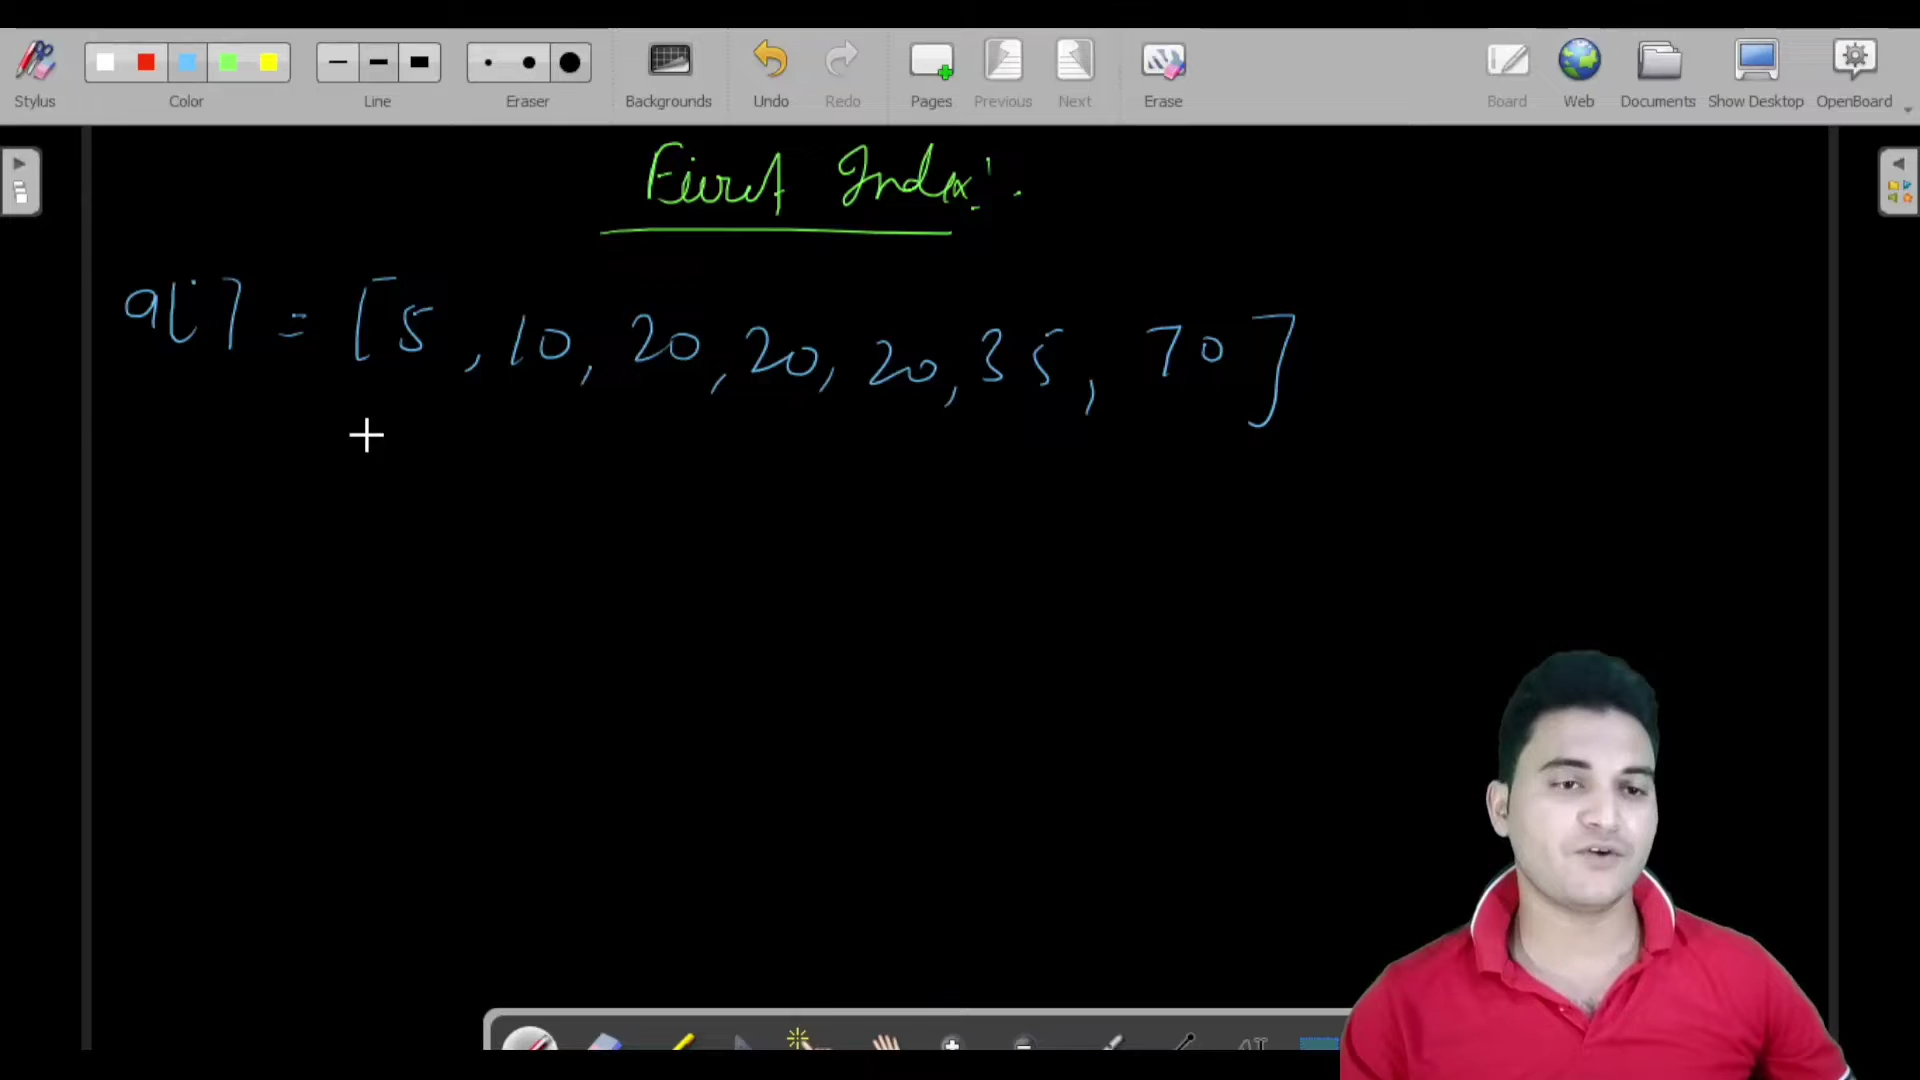 Stylus Color Line Eraser Backgrounds Undo Redo Pages Previous Next Erase Board Web Documents Show Desktop OpenBoard
First Index:
a[] = [5, 10, 20, 20, 20, 35, 70]